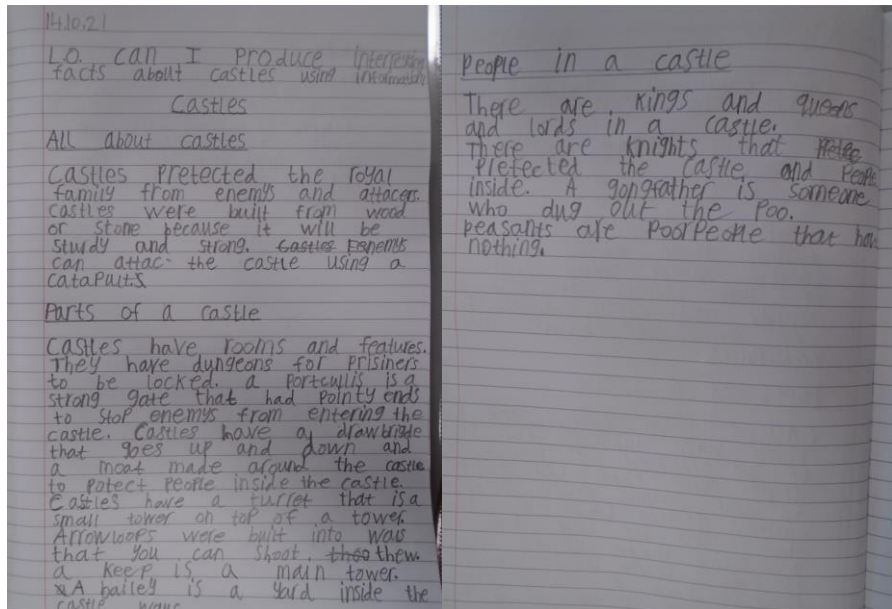 14.10.21
L.O. can I produce interesting
facts about castles using information
Castles
All about castles
Castles pretected the royal
family from enemys and attacers.
castles were built from wood
or stone because it will be
study and strong. enemys
can attac the castle using a
catapults.
Parts of a castle
Castles have rooms and features.
They have dungeons for prisiners
to be locked. a portcullis is a
strong gate that had pointy ends
to stop enemys from entering the
castle. Castles have a drawbridge
that goes up and down and
a moat made around the castle
to potect people inside the castle.
Castles have a turret that is a
small tower on top of a tower.
Arrowloops were built into wals
that you can shoot thew.
a keep is a main tower.
A bailey is a yard inside the
castle
People in a castle
There are kings and queens
and lords in a castle.
There are knights that
pretected the castle and people
inside. A gongfather is someone
who dug out the poo.
peasants are poor people that have
nothing.